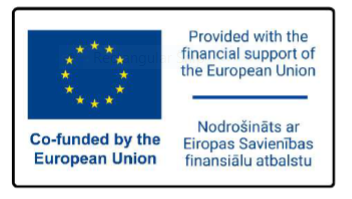 Co-funded by the
European Union
Provided with the
financial support of
the European Union
Nodrošināts ar
Eiropas Savienības
finansiālu atbalstu